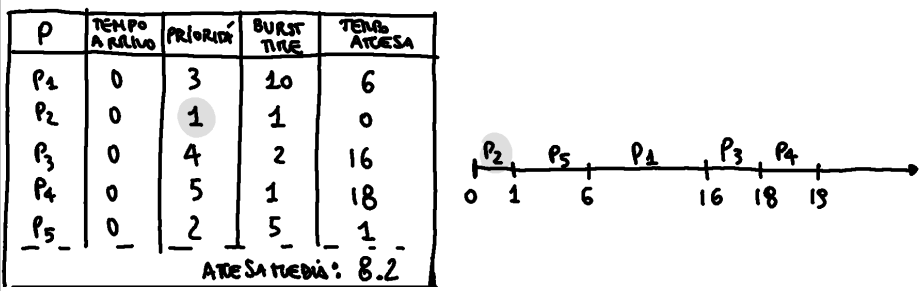 P TEMPO ARRIVO PRIORITÀ BURST TIME TEMPO ATTESA
P1 0 3 10 6
P2 0 1 1 0
P3 0 4 2 16
P4 0 5 1 18
P5 0 2 5 1
ATTESA MEDIA: 8.2
P2 P5 P1 P3 P4
0 1 6 16 18 19